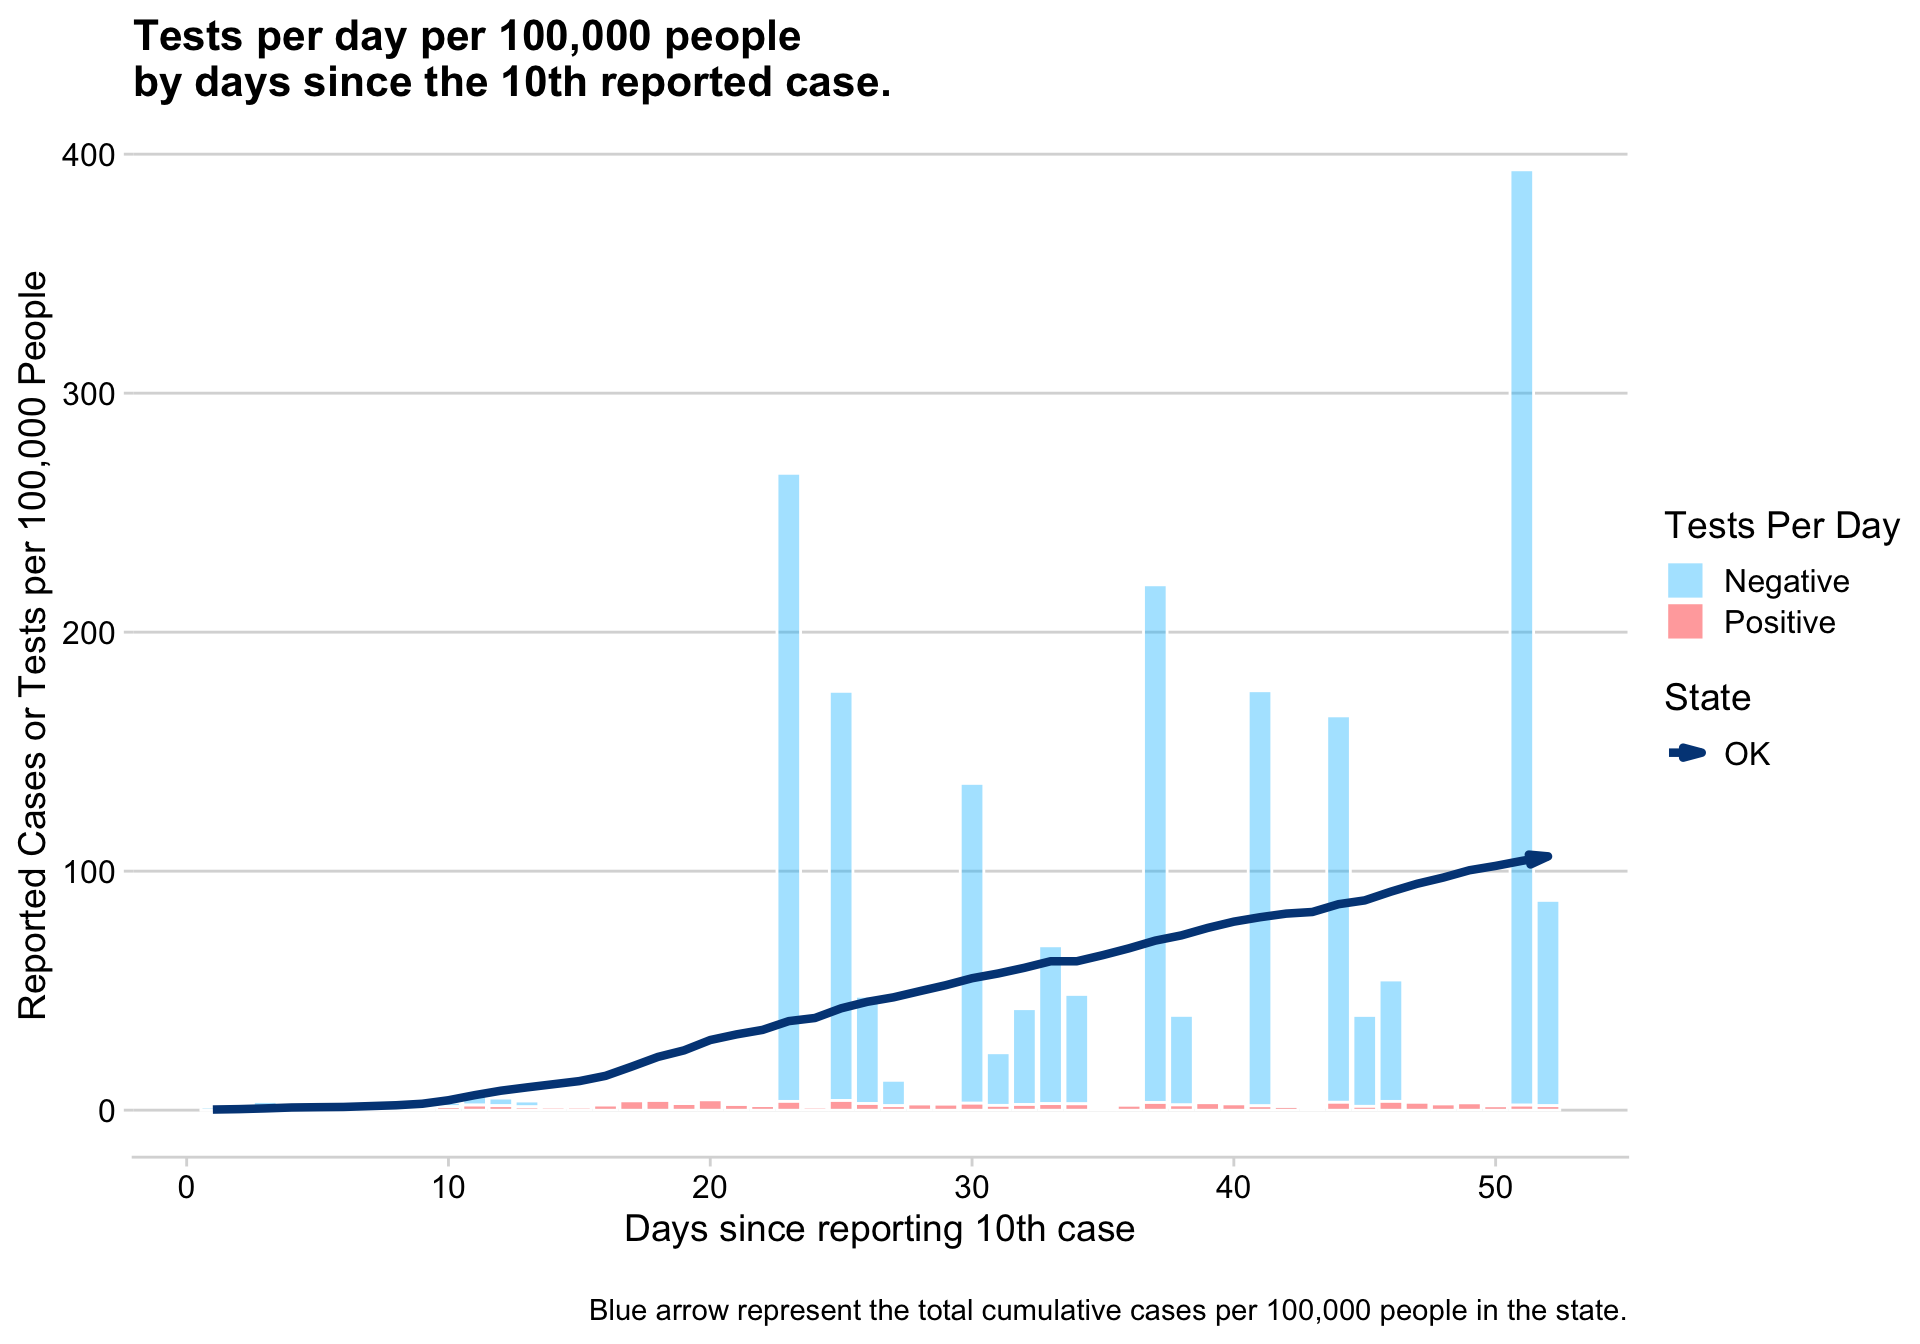 Tests per day per 100,000 people
by days since the 10th reported case.
Reported Cases or Tests per 100,000 People
400
300
200
100
0
0 10 20 30 40 50
Days since reporting 10th case
Tests Per Day
Negative
Positive
State
OK
Blue arrow represent the total cumulative cases per 100,000 people in the state.